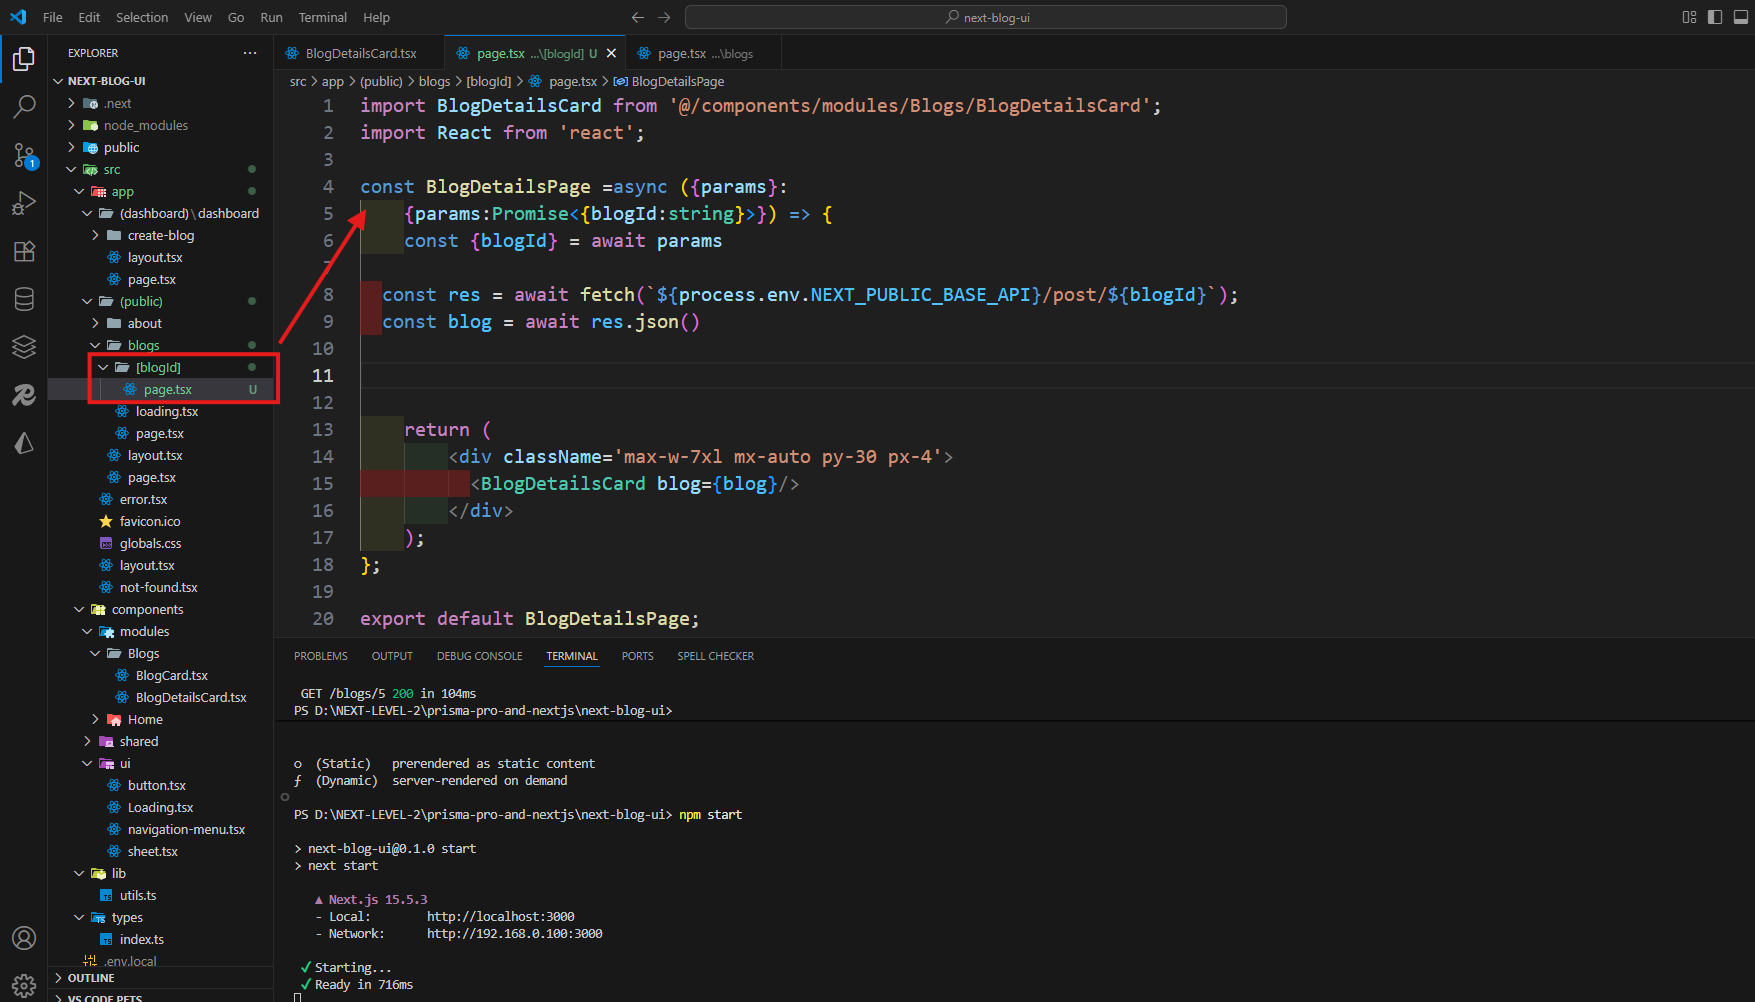 File Edit Selection View Go Run Terminal Help
next-blog-ui
EXPLORER
NEXT-BLOG-UI
.next
node_modules
public
src
app
(dashboard)\dashboard
create-blog
layout.tsx
page.tsx
(public)
about
blogs
[blogId]
page.tsx U
loading.tsx
page.tsx
layout.tsx
page.tsx
error.tsx
favicon.ico
globals.css
layout.tsx
not-found.tsx
components
modules
Blogs
BlogCard.tsx
BlogDetailsCard.tsx
Home
shared
ui
button.tsx
Loading.tsx
navigation-menu.tsx
sheet.tsx
lib
utils.ts
types
index.ts
.env.local
OUTLINE
VS CODE PETS
1
BlogDetailsCard.tsx page.tsx ...\[blogId] U page.tsx ...\blogs
src > app > (public) > blogs > [blogId] > page.tsx > BlogDetailsPage
1 import BlogDetailsCard from '@/components/modules/Blogs/BlogDetailsCard';
2 import React from 'react';
3
4 const BlogDetailsPage =async ({params}:
5 {params:Promise<{blogId:string}>}) => {
6 const {blogId} = await params
7
8 const res = await fetch(`${process.env.NEXT_PUBLIC_BASE_API}/post/${blogId}`);
9 const blog = await res.json()
10
11
12
13 return (
14 <div className='max-w-7xl mx-auto py-30 px-4'>
15 <BlogDetailsCard blog={blog}/>
16 </div>
17 );
18 };
19
20 export default BlogDetailsPage;
PROBLEMS OUTPUT DEBUG CONSOLE TERMINAL PORTS SPELL CHECKER
GET /blogs/5 200 in 104ms
PS D:\NEXT-LEVEL-2\prisma-pro-and-nextjs\next-blog-ui>
o (Static) prerendered as static content
ƒ (Dynamic) server-rendered on demand
PS D:\NEXT-LEVEL-2\prisma-pro-and-nextjs\next-blog-ui> npm start
> next-blog-ui@0.1.0 start
> next start
▲ Next.js 15.5.3
- Local: http://localhost:3000
- Network: http://192.168.0.100:3000
✓ Starting...
✓ Ready in 716ms